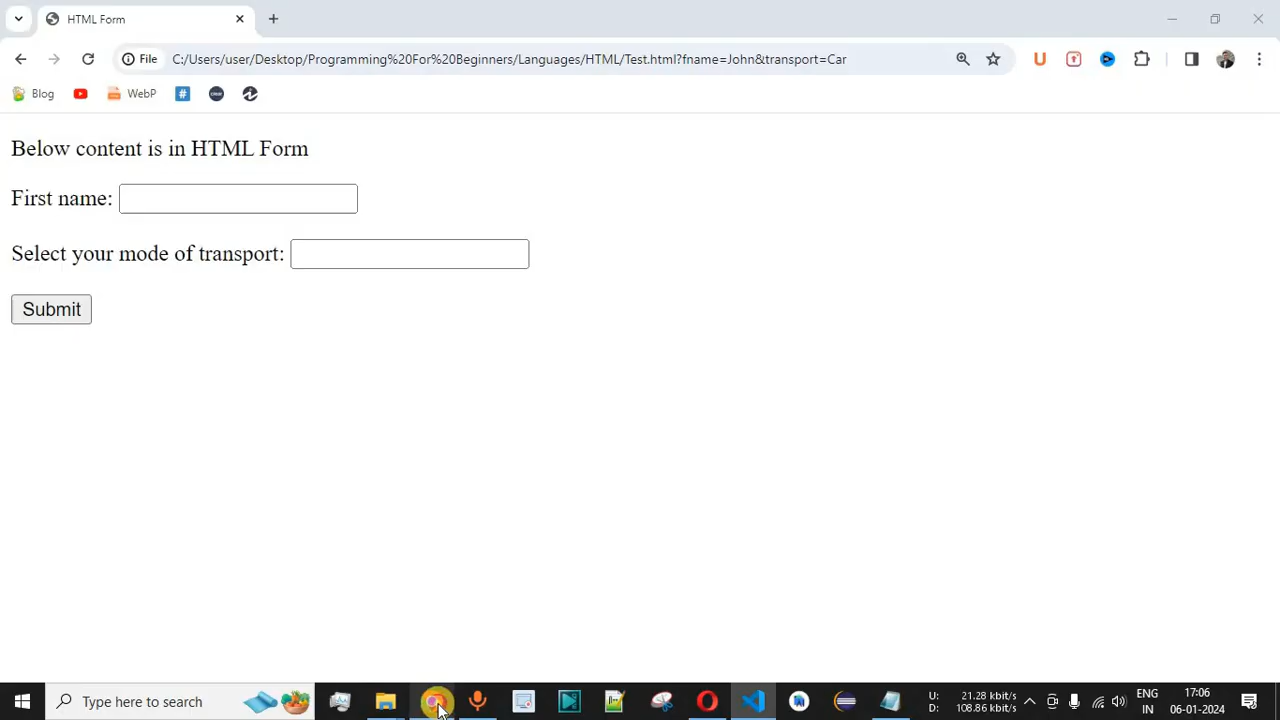 HTML Form
File C:/Users/user/Desktop/Programming%20For%20Beginners/Languages/HTML/Test.html?fname=John&transport=Car
Blog WebP #
Below content is in HTML Form
First name:
Select your mode of transport:
Submit
Type here to search
U: 21.28 kbit/s
D: 108.86 kbit/s
ENG
IN
17:06
06-01-2024